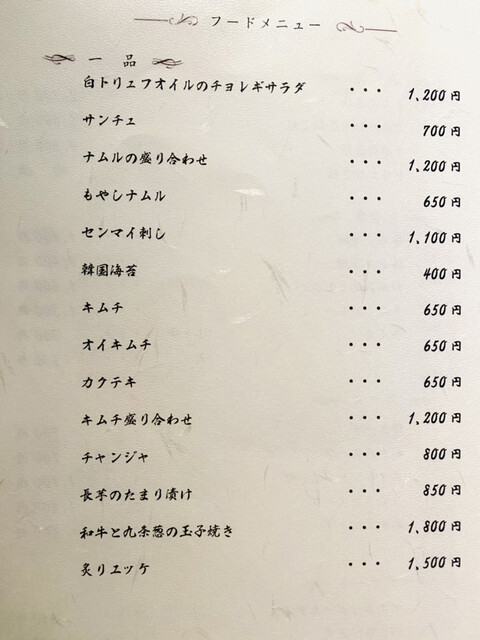 フードメニュー
一品
白トリュフオイルのチョレギサラダ ・・・ 1,200円
サンチェ ・・・ 700円
ナムルの盛り合わせ ・・・ 1,200円
もやしナムル ・・・ 650円
センマイ刺し ・・・ 1,100円
韓国海苔 ・・・ 400円
キムチ ・・・ 650円
オイキムチ ・・・ 650円
カクテキ ・・・ 650円
キムチ盛り合わせ ・・・ 1,200円
チャンジャ ・・・ 800円
長芋のたまり漬け ・・・ 850円
和牛と九条葱の玉子焼き ・・・ 1,800円
炙りエッケ ・・・ 1,500円